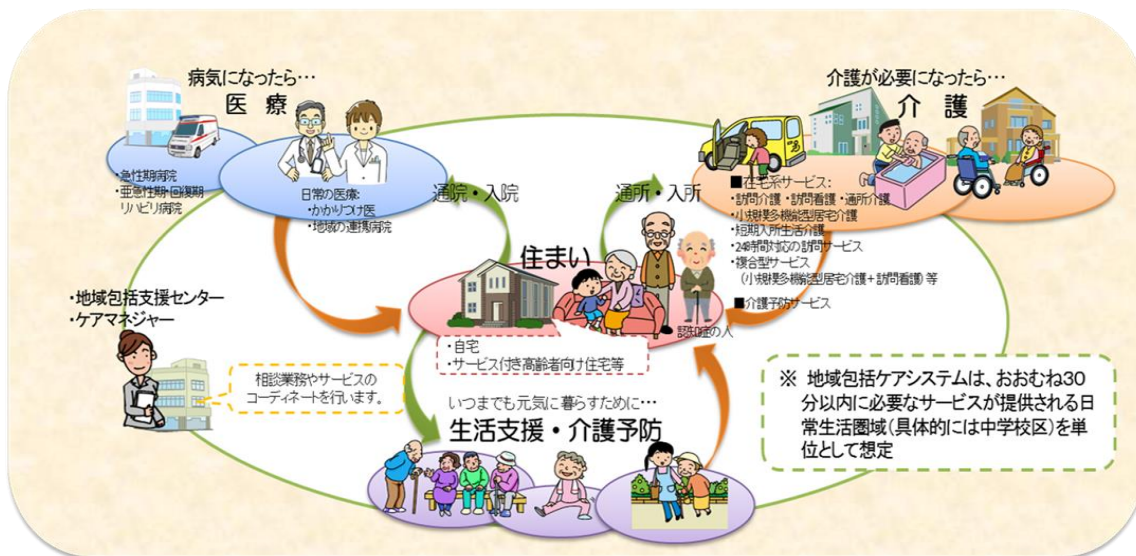 病気になったら…
医 療
・急性期病院
・亜急性期・回復期
リハビリ病院
日常の医療:
・かかりつけ医
・地域の連携病院
通院・入院
通所・入所
介護が必要になったら…
介 護
■在宅系サービス:
・訪問介護・訪問看護・通所介護
・小規模多機能型居宅介護
・短期入所生活介護
・24時間対応の訪問サービス
・複合型サービス
(小規模多機能型居宅介護+訪問看護)等
■介護予防サービス
住まい
認知症の人
・自宅
・サービス付き高齢者向け住宅等
・地域包括支援センター
・ケアマネジャー
相談業務やサービスの
コーディネートを行います。
いつまでも元気に暮らすために…
生活支援・介護予防
※ 地域包括ケアシステムは、おおむね30
分以内に必要なサービスが提供される日
常生活圏域(具体的には中学校区)を単
位として想定